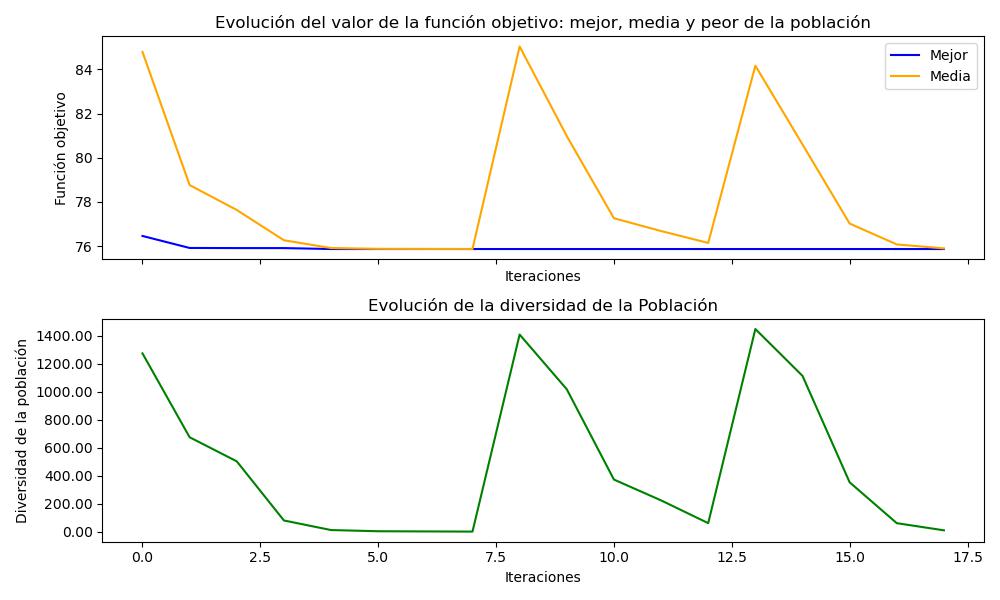 Evolución del valor de la función objetivo: mejor, media y peor de la población
Mejor
Media
Función objetivo
84
82
80
78
76
Iteraciones
Evolución de la diversidad de la Población
Diversidad de la población
1400.00
1200.00
1000.00
800.00
600.00
400.00
200.00
0.00
0.0 2.5 5.0 7.5 10.0 12.5 15.0 17.5
Iteraciones